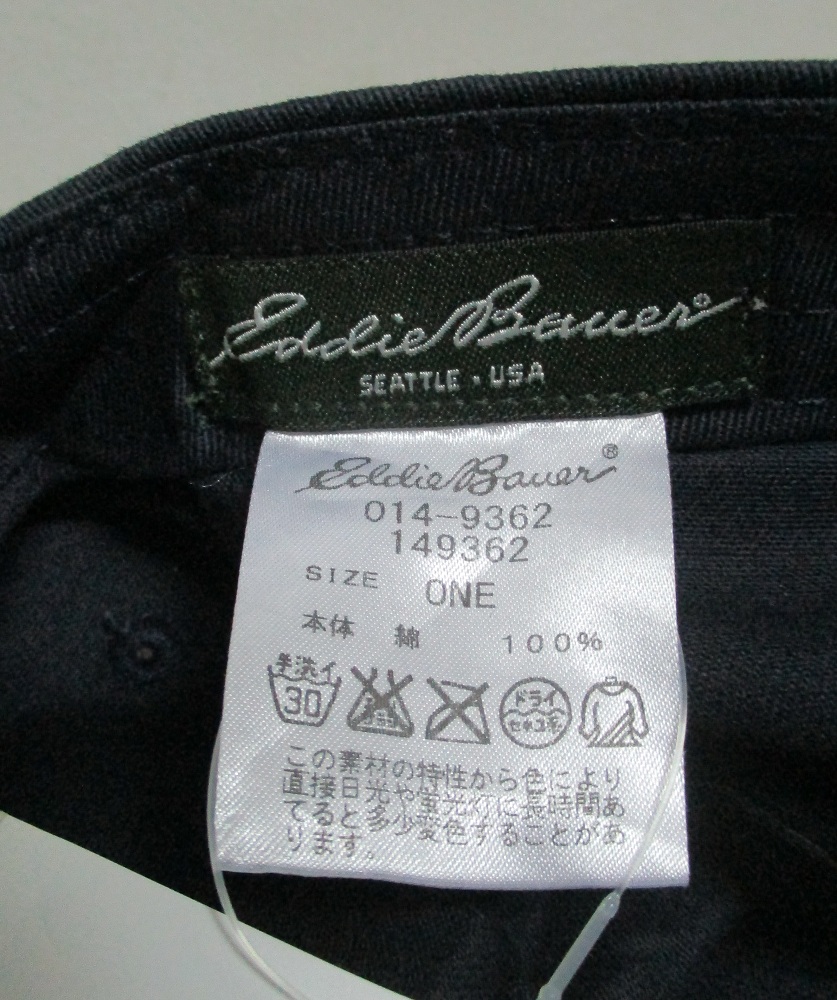 Eddie Bauer®
SEATTLE · USA
Eddie Bauer®
014-9362
149362
SIZE ONE
本体 綿 100%
手洗イ
30
ドライ
セキユ系
この素材の特性から色により
直接日光や蛍光灯に長時間あ
てると多少変色することがあ
ります。